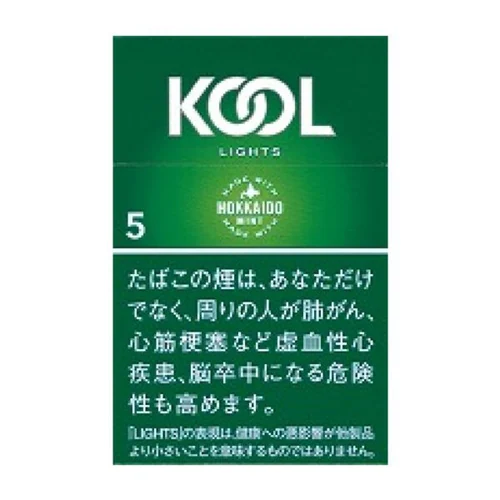 KOOL
LIGHTS
MADE WITH
HOKKAIDO
MINT
MADE WITH
5
たばこの煙は、あなただけ
でなく、周りの人が肺がん、
心筋梗塞など虚血性心
疾患、脳卒中になる危険
性も高めます。
「LIGHTS」の表現は、健康への悪影響が他製品
より小さいことを意味するものではありません。